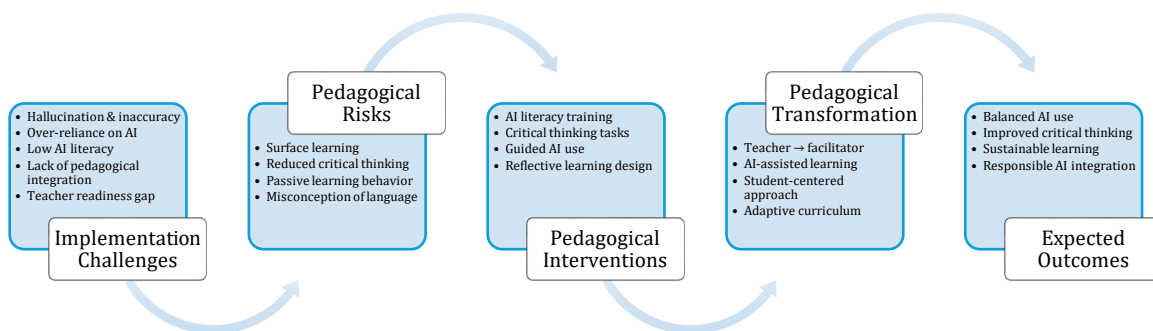 • Hallucination & inaccuracy
• Over-reliance on AI
• Low AI literacy
• Lack of pedagogical
integration
• Teacher readiness gap
Implementation
Challenges
Pedagogical
Risks
• Surface learning
• Reduced critical thinking
• Passive learning behavior
• Misconception of language
• AI literacy training
• Critical thinking tasks
• Guided AI use
• Reflective learning design
Pedagogical
Interventions
Pedagogical
Transformation
• Teacher → facilitator
• AI-assisted learning
• Student-centered
approach
• Adaptive curriculum
• Balanced AI use
• Improved critical thinking
• Sustainable learning
• Responsible AI integration
Expected
Outcomes